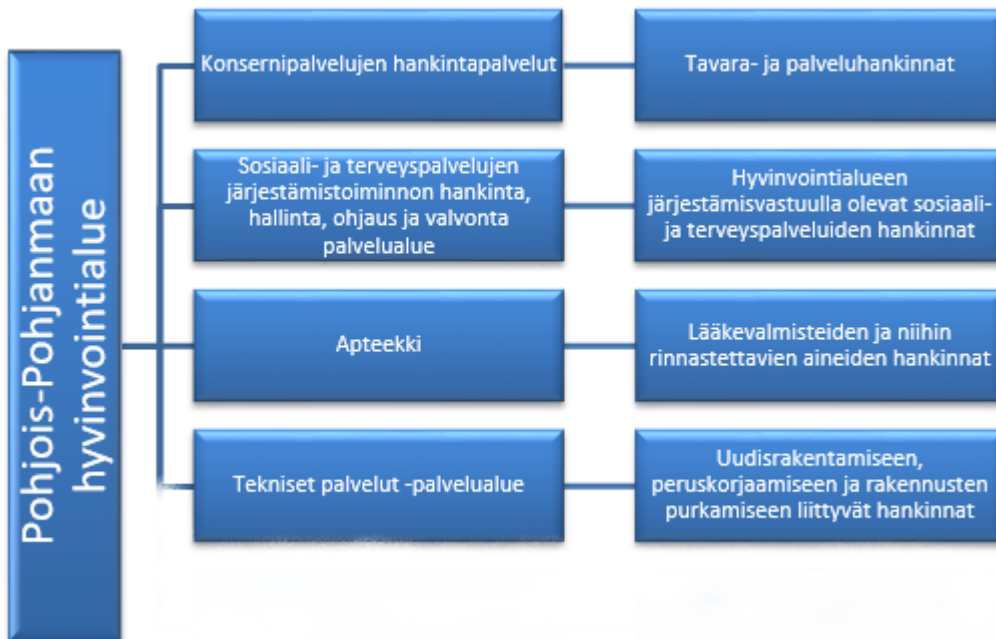 Pohjois-Pohjanmaan
hyvinvointialue
Konsernipalvelujen hankintapalvelut
Tavara- ja palveluhankinnat
Sosiaali- ja terveyspalvelujen
järjestämistoiminnon hankinta,
hallinta, ohjaus ja valvonta
palvelualue
Hyvinvointialueen
järjestämisvastuulla olevat sosiaali-
ja terveyspalveluiden hankinnat
Apteekki
Lääkevalmisteiden ja niihin
rinnastettavien aineiden hankinnat
Tekniset palvelut -palvelualue
Uudisrakentamiseen,
peruskorjaamiseen ja rakennusten
purkamiseen liittyvät hankinnat